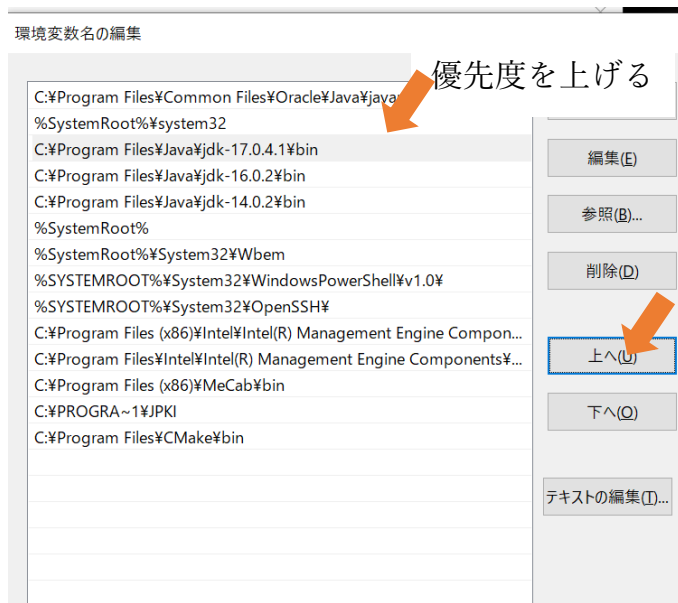 環境変数名の編集
優先度を上げる
C:¥Program Files¥Common Files¥Oracle¥Java¥java
%SystemRoot%¥system32
C:¥Program Files¥Java¥jdk-17.0.4.1¥bin
C:¥Program Files¥Java¥jdk-16.0.2¥bin
C:¥Program Files¥Java¥jdk-14.0.2¥bin
%SystemRoot%
%SystemRoot%¥System32¥Wbem
%SYSTEMROOT%¥System32¥WindowsPowerShell¥v1.0¥
%SYSTEMROOT%¥System32¥OpenSSH¥
C:¥Program Files (x86)¥Intel¥Intel(R) Management Engine Compon...
C:¥Program Files¥Intel¥Intel(R) Management Engine Components¥...
C:¥Program Files (x86)¥MeCab¥bin
C:¥PROGRA~1¥JPKI
C:¥Program Files¥CMake¥bin
編集(E)
参照(B)...
削除(D)
上へ(U)
下へ(O)
テキストの編集(T)...